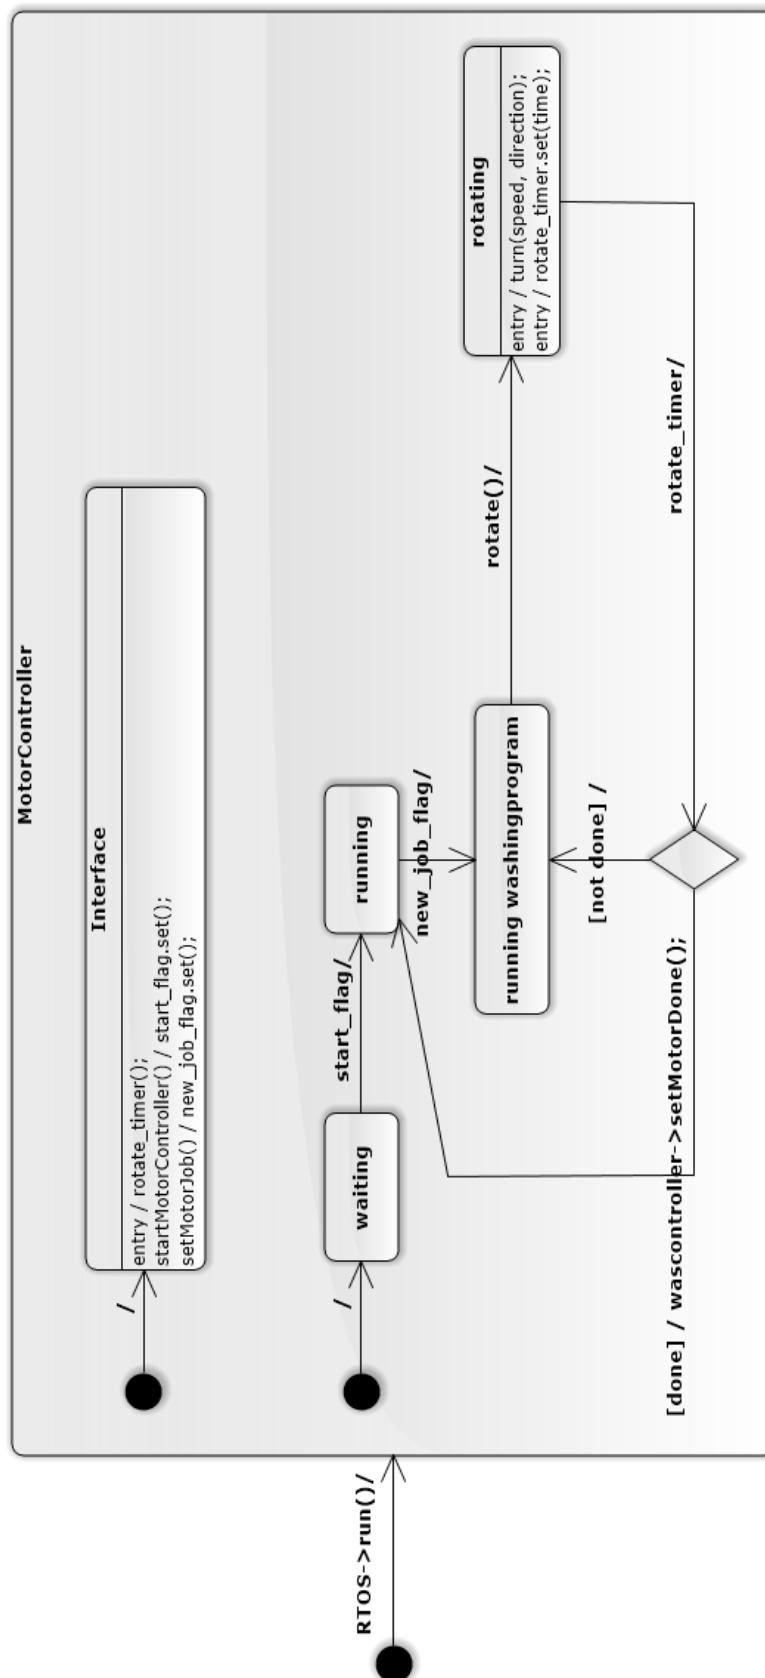 MotorController
Interface
entry / rotate_timer();
startMotorController() / start_flag.set();
setMotorJob() / new_job_flag.set();
/
RTOS->run()/
/
waiting
start_flag/
running
new_job_flag/
running washingprogram
rotate()/
rotating
entry / turn(speed, direction);
entry / rotate_timer.set(time);
rotate_timer/
[not done] /
[done] / wascontroller->setMotorDone();